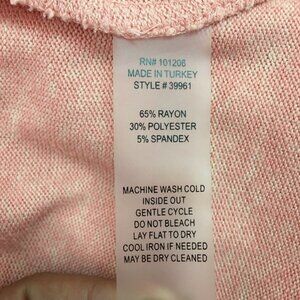 RN# 101206
MADE IN TURKEY
STYLE # 39961
65% RAYON
30% POLYESTER
5% SPANDEX
MACHINE WASH COLD
INSIDE OUT
GENTLE CYCLE
DO NOT BLEACH
LAY FLAT TO DRY
COOL IRON IF NEEDED
MAY BE DRY CLEANED